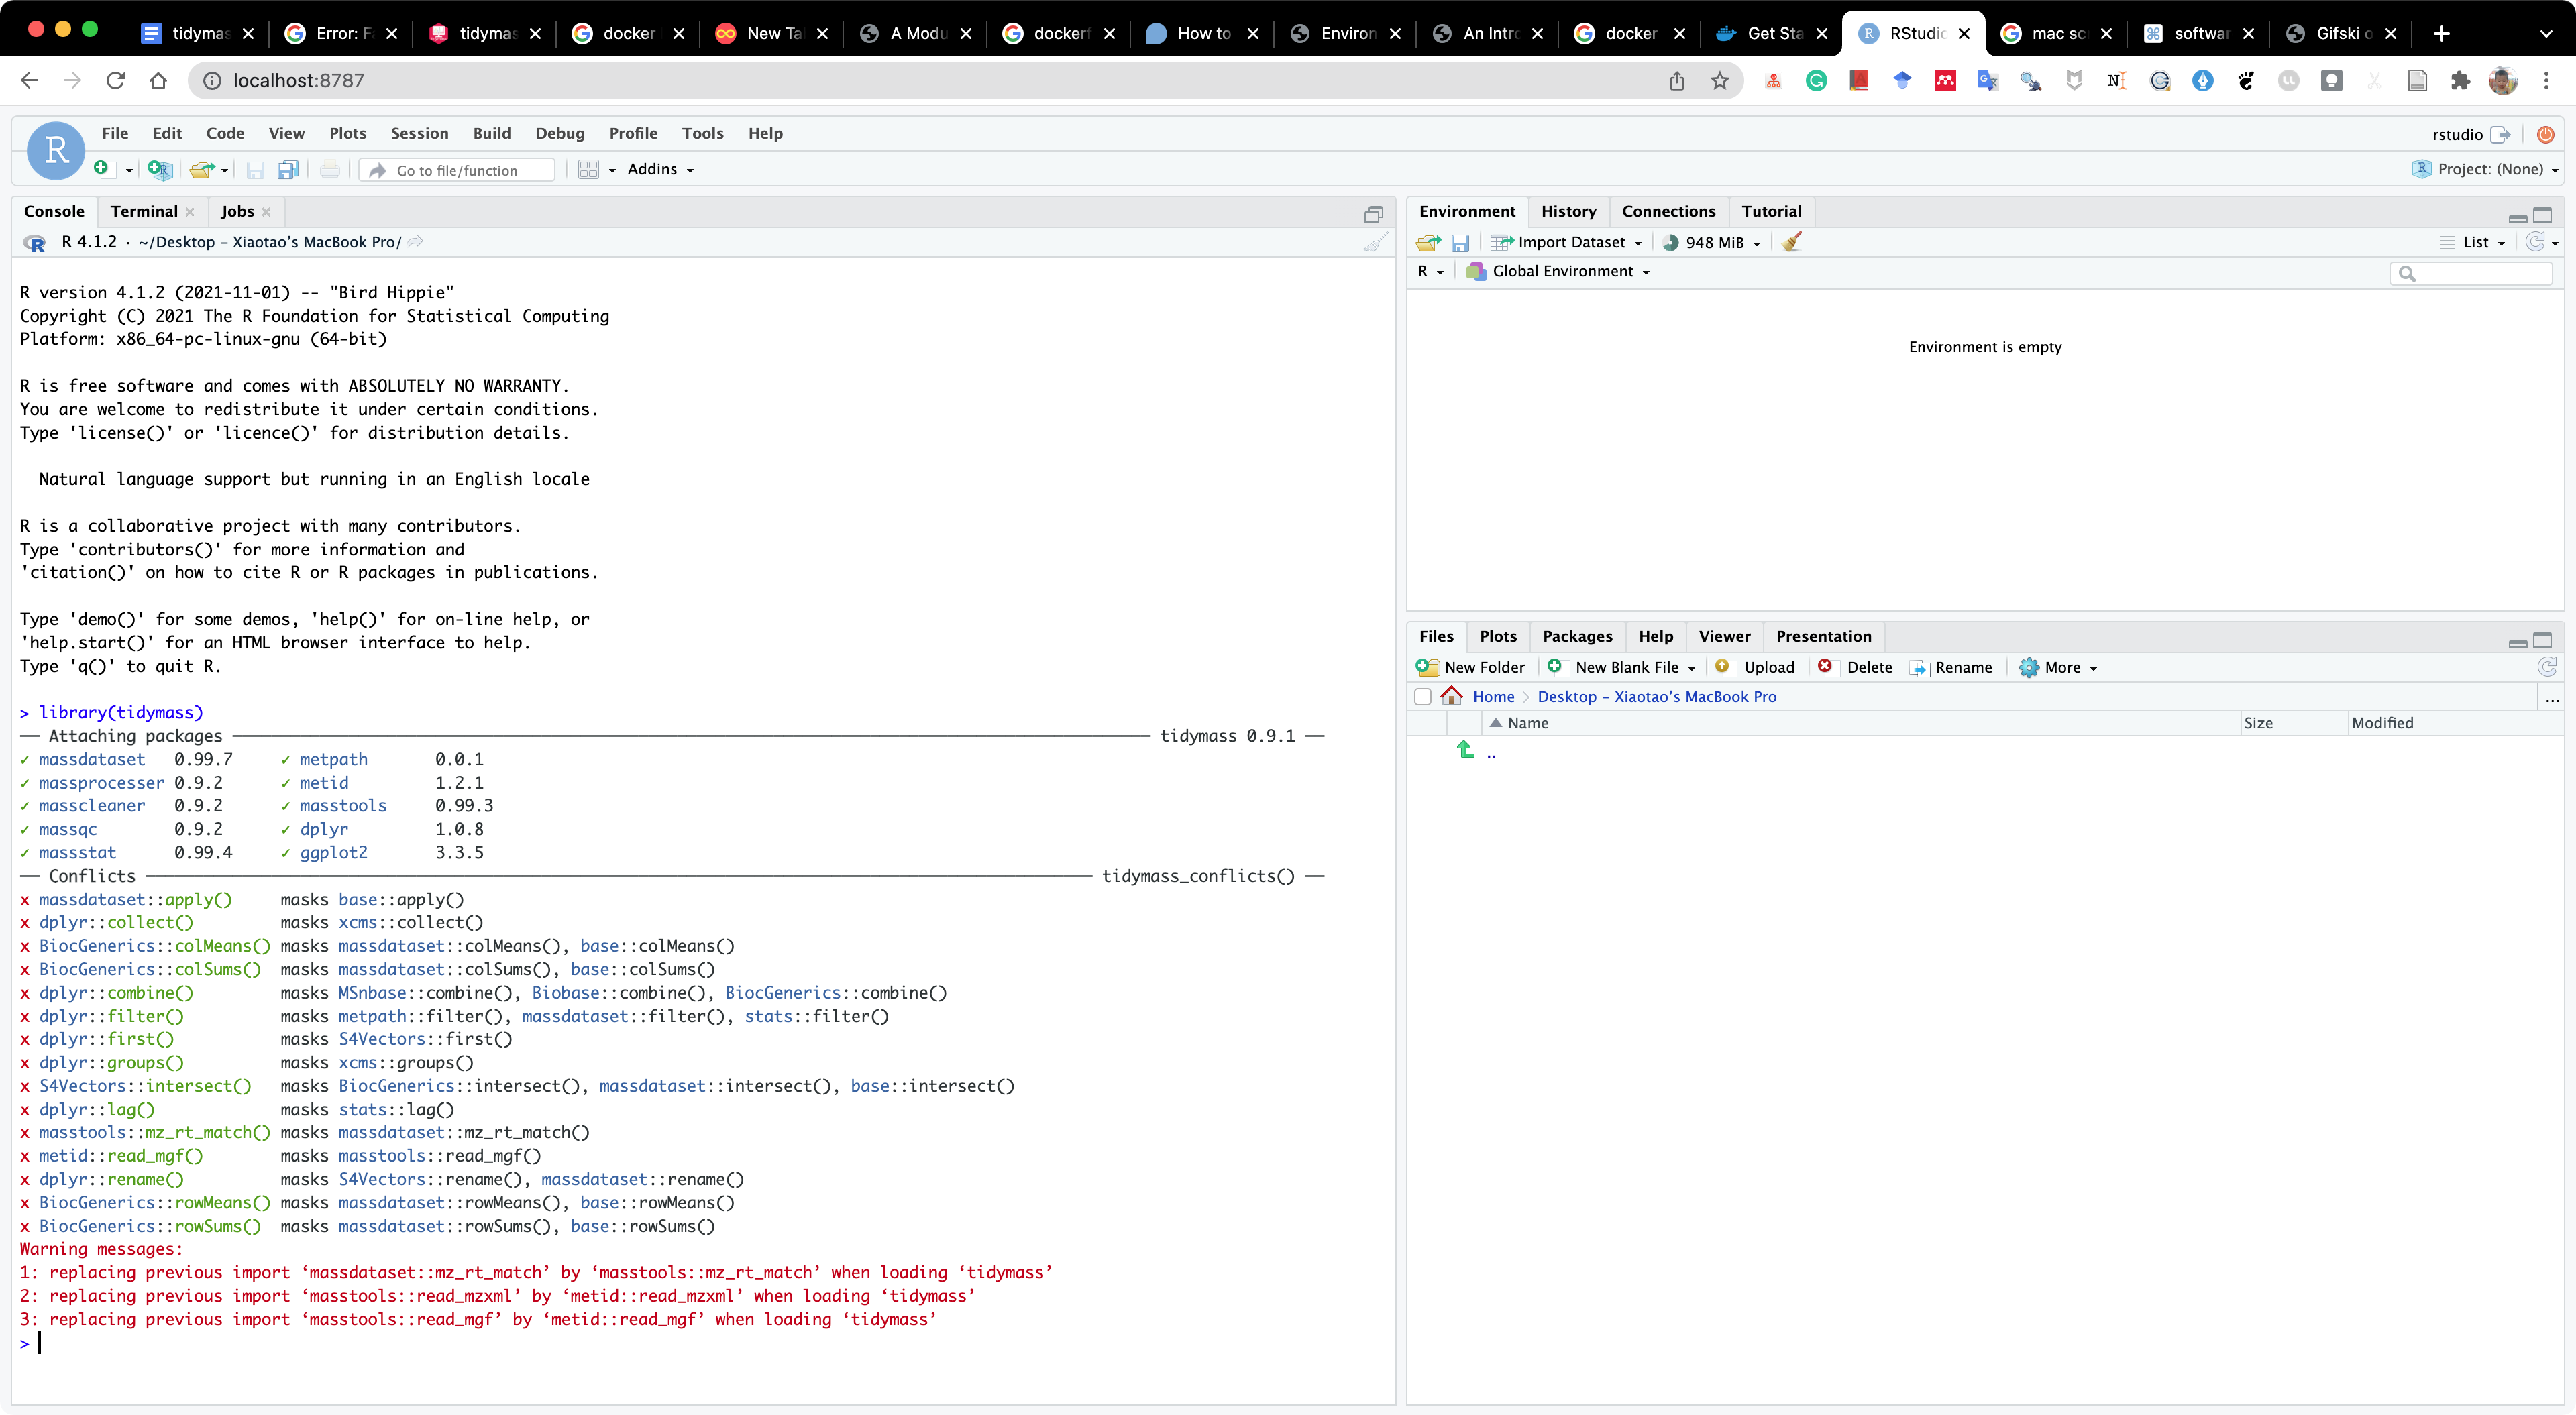 tidymas
Error: F
tidymas
docker
New Ta
A Modu
dockerf
How to
Environ
An Intro
docker
Get Sta
RStudio
mac sc
softwar
Gifski o
localhost:8787
File Edit Code View Plots Session Build Debug Profile Tools Help
rstudio
Go to file/function
Addins
Project: (None)
Console Terminal Jobs
R 4.1.2 · ~/Desktop – Xiaotao's MacBook Pro/
R version 4.1.2 (2021-11-01) -- "Bird Hippie"
Copyright (C) 2021 The R Foundation for Statistical Computing
Platform: x86_64-pc-linux-gnu (64-bit)
R is free software and comes with ABSOLUTELY NO WARRANTY.
You are welcome to redistribute it under certain conditions.
Type 'license()' or 'licence()' for distribution details.
Natural language support but running in an English locale
R is a collaborative project with many contributors.
Type 'contributors()' for more information and
'citation()' on how to cite R or R packages in publications.
Type 'demo()' for some demos, 'help()' for on-line help, or
'help.start()' for an HTML browser interface to help.
Type 'q()' to quit R.
> library(tidymass)
── Attaching packages ── tidymass 0.9.1 ──
✓ massdataset 0.99.7 ✓ metpath 0.0.1
✓ massprocesser 0.9.2 ✓ metid 1.2.1
✓ masscleaner 0.9.2 ✓ masstools 0.99.3
✓ massqc 0.9.2 ✓ dplyr 1.0.8
✓ massstat 0.99.4 ✓ ggplot2 3.3.5
── Conflicts ── tidymass_conflicts() ──
x massdataset::apply() masks base::apply()
x dplyr::collect() masks xcms::collect()
x BiocGenerics::colMeans() masks massdataset::colMeans(), base::colMeans()
x BiocGenerics::colSums() masks massdataset::colSums(), base::colSums()
x dplyr::combine() masks MSnbase::combine(), Biobase::combine(), BiocGenerics::combine()
x dplyr::filter() masks metpath::filter(), massdataset::filter(), stats::filter()
x dplyr::first() masks S4Vectors::first()
x dplyr::groups() masks xcms::groups()
x S4Vectors::intersect() masks BiocGenerics::intersect(), massdataset::intersect(), base::intersect()
x dplyr::lag() masks stats::lag()
x masstools::mz_rt_match() masks massdataset::mz_rt_match()
x metid::read_mgf() masks masstools::read_mgf()
x dplyr::rename() masks S4Vectors::rename(), massdataset::rename()
x BiocGenerics::rowMeans() masks massdataset::rowMeans(), base::rowMeans()
x BiocGenerics::rowSums() masks massdataset::rowSums(), base::rowSums()
Warning messages:
1: replacing previous import ‘massdataset::mz_rt_match’ by ‘masstools::mz_rt_match’ when loading ‘tidymass’
2: replacing previous import ‘masstools::read_mzxml’ by ‘metid::read_mzxml’ when loading ‘tidymass’
3: replacing previous import ‘masstools::read_mgf’ by ‘metid::read_mgf’ when loading ‘tidymass’
>
Environment History Connections Tutorial
Import Dataset 948 MiB List
R Global Environment
Environment is empty
Files Plots Packages Help Viewer Presentation
New Folder New Blank File Upload Delete Rename More
Home Desktop – Xiaotao's MacBook Pro ...
Name Size Modified
..